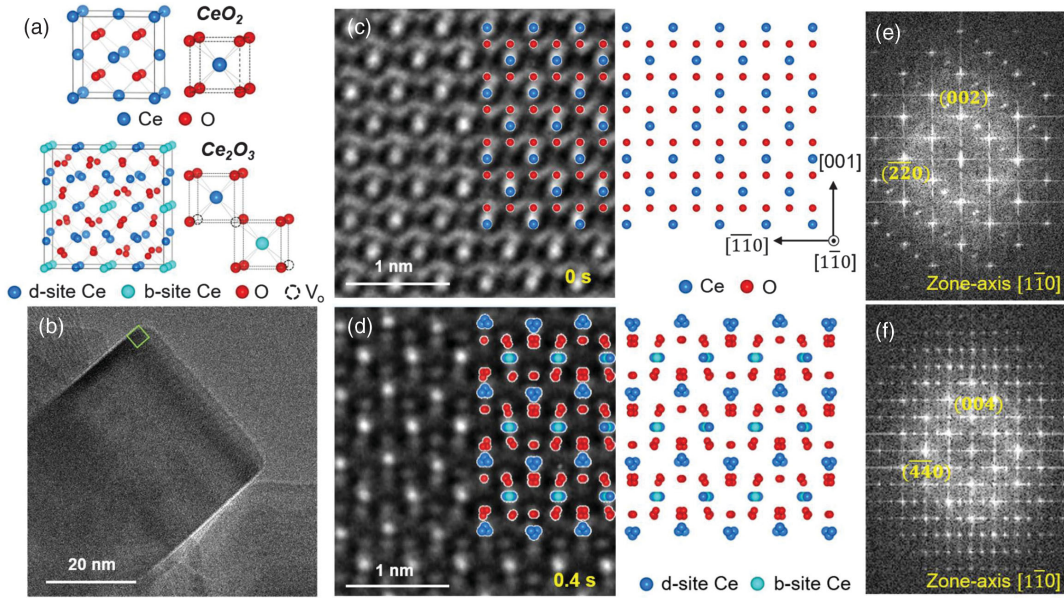 (a)
CeO₂
Ce
O
Ce₂O₃
d-site Ce
b-site Ce
O
Vₒ
(b)
20 nm
(c)
1 nm
0 s
[001]
[1̅1̅0]
[11̅0]
Ce
O
(d)
1 nm
0.4 s
d-site Ce
b-site Ce
(e)
(002)
(2̅2̅0)
Zone-axis [11̅0]
(f)
(004)
(4̅4̅0)
Zone-axis [11̅0]